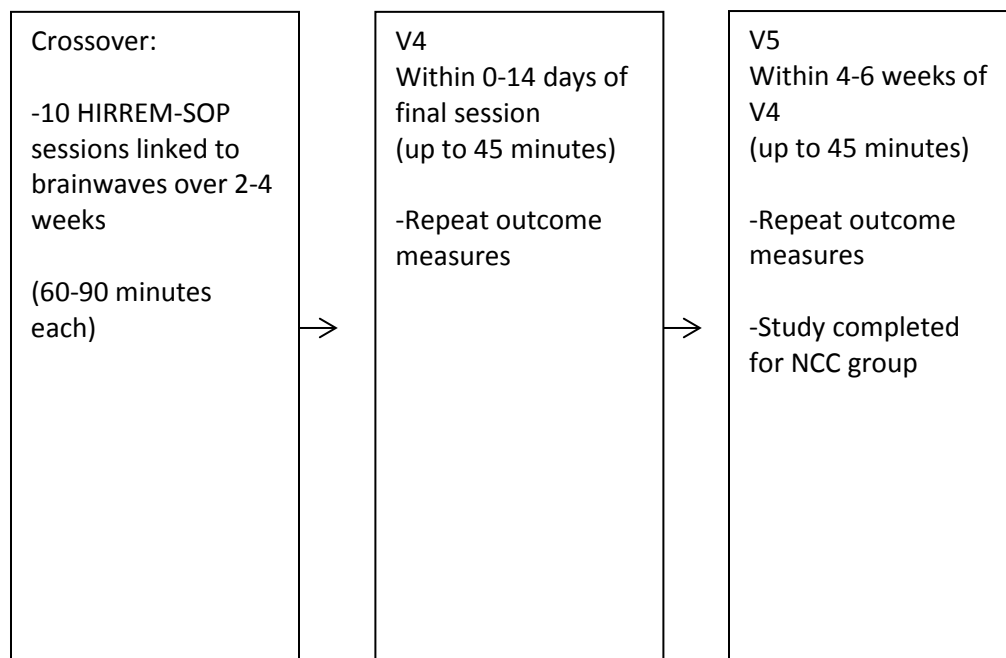 Crossover:
-10 HIRREM-SOP
sessions linked to
brainwaves over 2-4
weeks
(60-90 minutes
each)
V4
Within 0-14 days of
final session
(up to 45 minutes)
-Repeat outcome
measures
V5
Within 4-6 weeks of
V4
(up to 45 minutes)
-Repeat outcome
measures
-Study completed
for NCC group